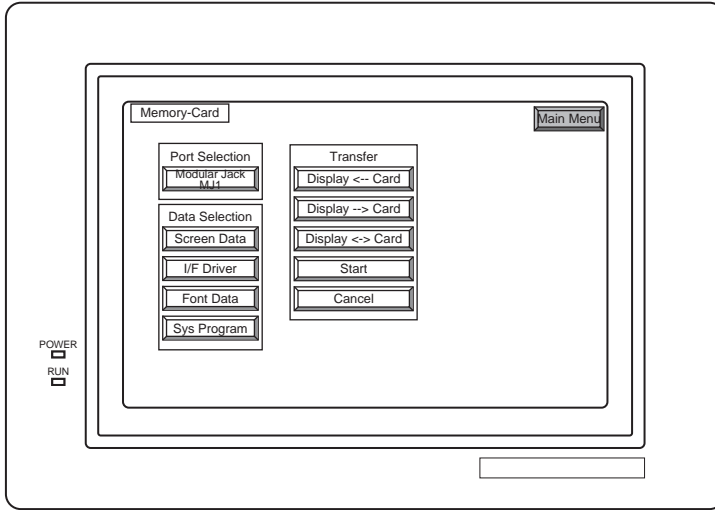 Memory-Card
Main Menu
Port Selection
Modular Jack
MJ1
Data Selection
Screen Data
I/F Driver
Font Data
Sys Program
Transfer
Display <-- Card
Display --> Card
Display <-> Card
Start
Cancel
POWER
RUN